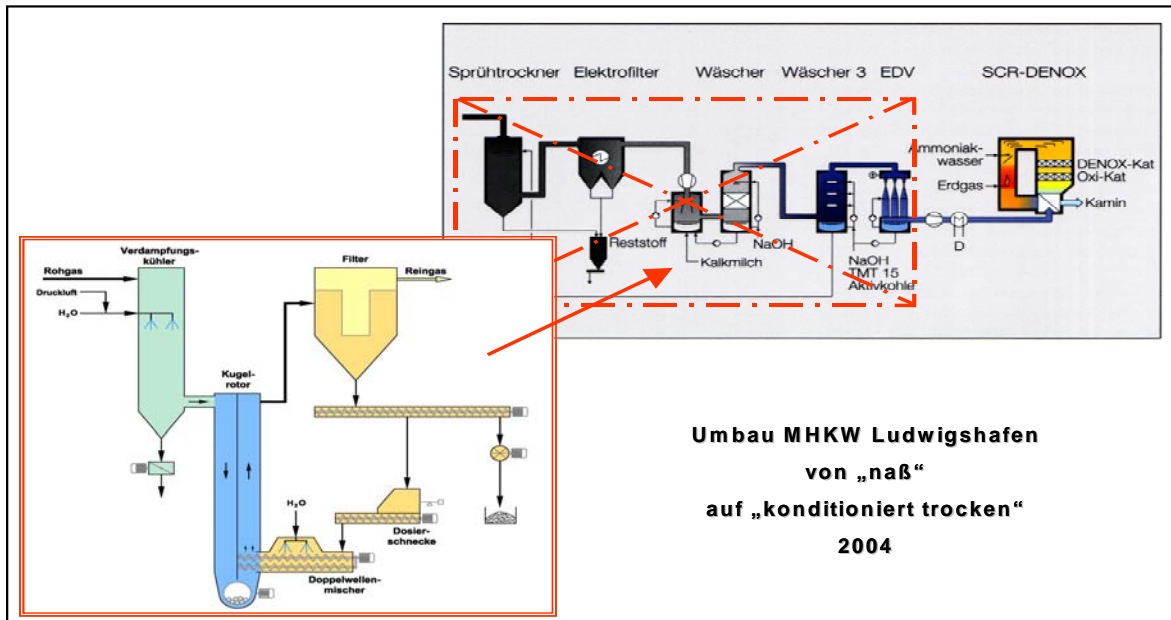 Sprühtrockner Elektrofilter Wäscher Wäscher 3 EDV SCR-DENOX
Ammoniak-
wasser
Erdgas
DENOX-Kat
Oxi-Kat
Kamin
Reststoff
Kalkmilch
NaOH
NaOH
TMT 15
Aktivkohle
D
Verdampfungs-
kühler
Rohgas
Druckluft
H₂O
Filter
Reingas
Kugel-
rotor
H₂O
Dosier-
schnecke
Doppelwellen-
mischer
Umbau MHKW Ludwigshafen
von „naß“
auf „konditioniert trocken“
2004